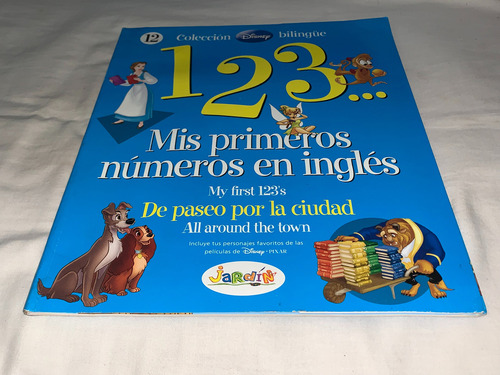 12 Colección Disney bilingüe
123...
Mis primeros
números en inglés
My first 123's
De paseo por la ciudad
All around the town
Incluye tus personajes favoritos de las
películas de Disney • PIXAR
Jardín